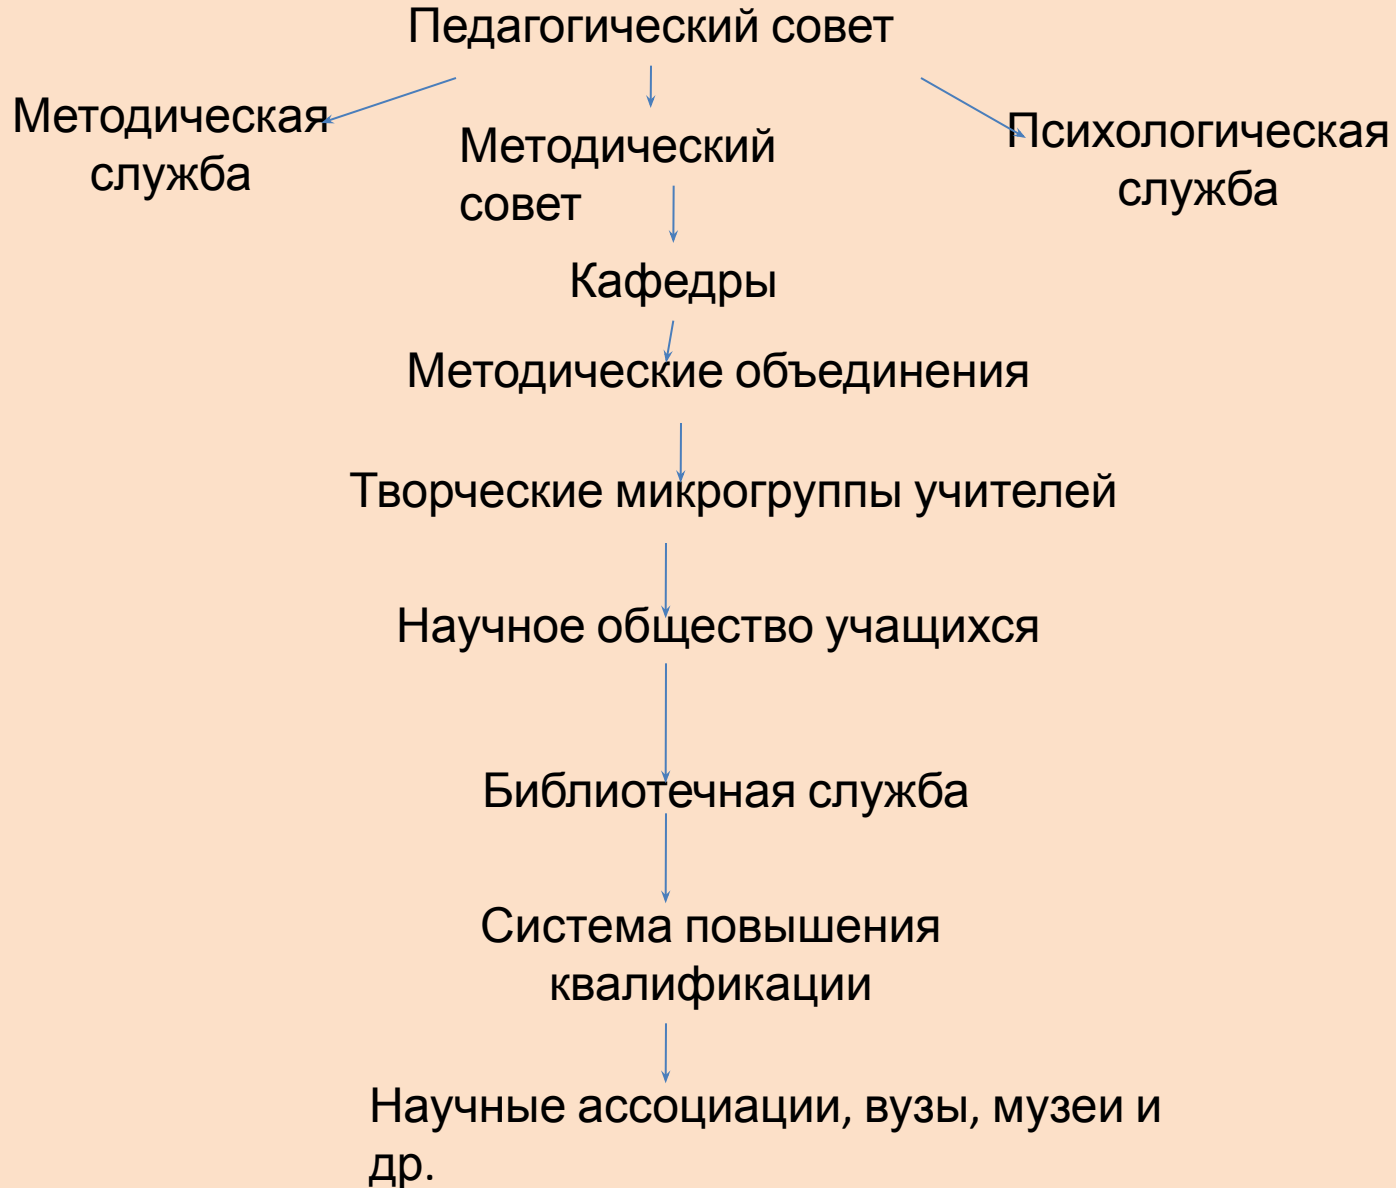 Педагогический совет
Методическая
служба
Методический
совет
Психологическая
служба
Кафедры
Методические объединения
Творческие микрогруппы учителей
Научное общество учащихся
Библиотечная служба
Система повышения
квалификации
Научные ассоциации, вузы, музеи и
др.